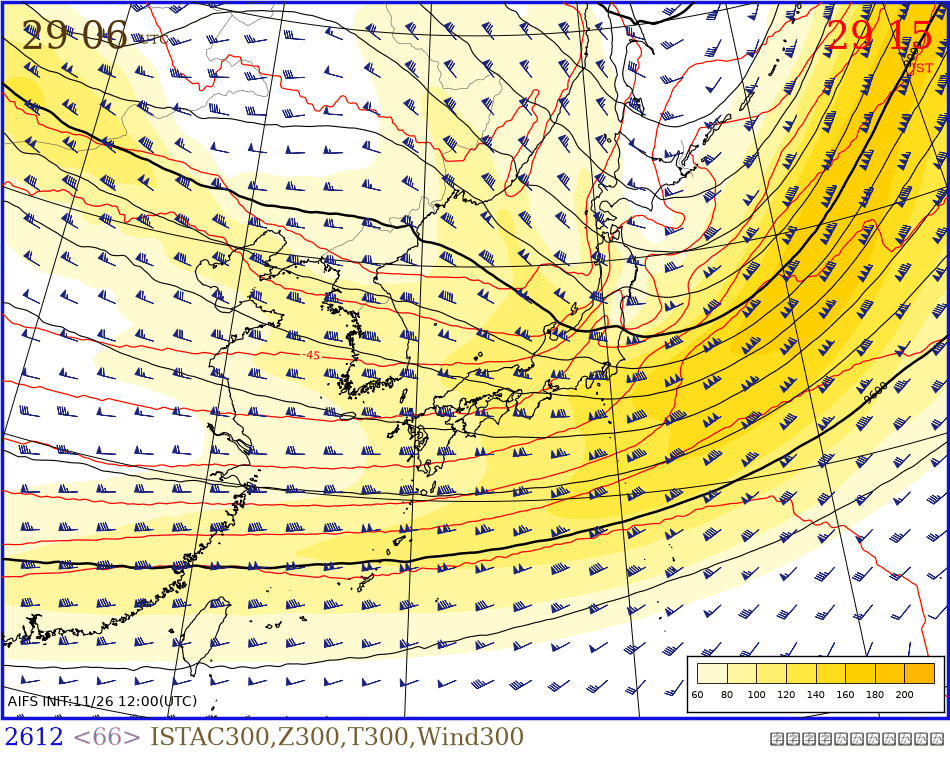 29 06 UTC
29 15
JST
-45
9600
60 80 100 120 140 160 180 200
AIFS INIT:11/26 12:00(UTC)
2612 <66> ISTAC300,Z300,T300,Wind300